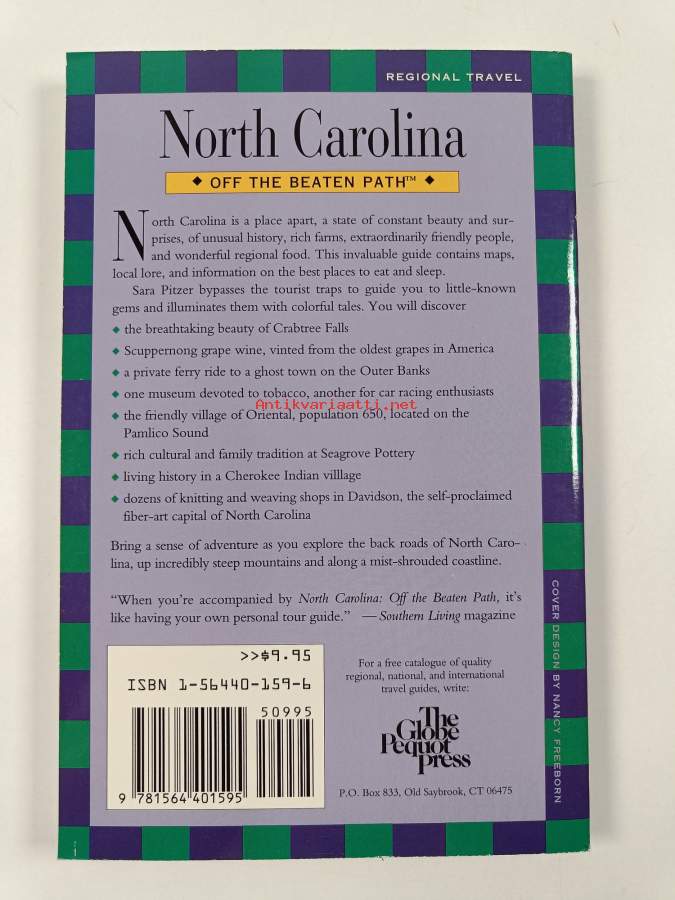 REGIONAL TRAVEL
North Carolina
◆ OFF THE BEATEN PATH™ ◆
North Carolina is a place apart, a state of constant beauty and sur-
prises, of unusual history, rich farms, extraordinarily friendly people,
and wonderful regional food. This invaluable guide contains maps,
local lore, and information on the best places to eat and sleep.
Sara Pitzer bypasses the tourist traps to guide you to little-known
gems and illuminates them with colorful tales. You will discover
◆ the breathtaking beauty of Crabtree Falls
◆ Scuppernong grape wine, vinted from the oldest grapes in America
◆ a private ferry ride to a ghost town on the Outer Banks
◆ one museum devoted to tobacco, another for car racing enthusiasts
Antikvariaatti.net
◆ the friendly village of Oriental, population 650, located on the
Pamlico Sound
◆ rich cultural and family tradition at Seagrove Pottery
◆ living history in a Cherokee Indian villlage
◆ dozens of knitting and weaving shops in Davidson, the self-proclaimed
fiber-art capital of North Carolina
Bring a sense of adventure as you explore the back roads of North Caro-
lina, up incredibly steep mountains and along a mist-shrouded coastline.
“When you're accompanied by North Carolina: Off the Beaten Path, it's
like having your own personal tour guide.” —Southern Living magazine
>>$9.95
ISBN 1-56440-159-6
50995
9 781564 401595
For a free catalogue of quality
regional, national, and international
travel guides, write:
The
Globe
Pequot
Press
P.O. Box 833, Old Saybrook, CT 06475
COVER DESIGN BY NANCY FREEBORN